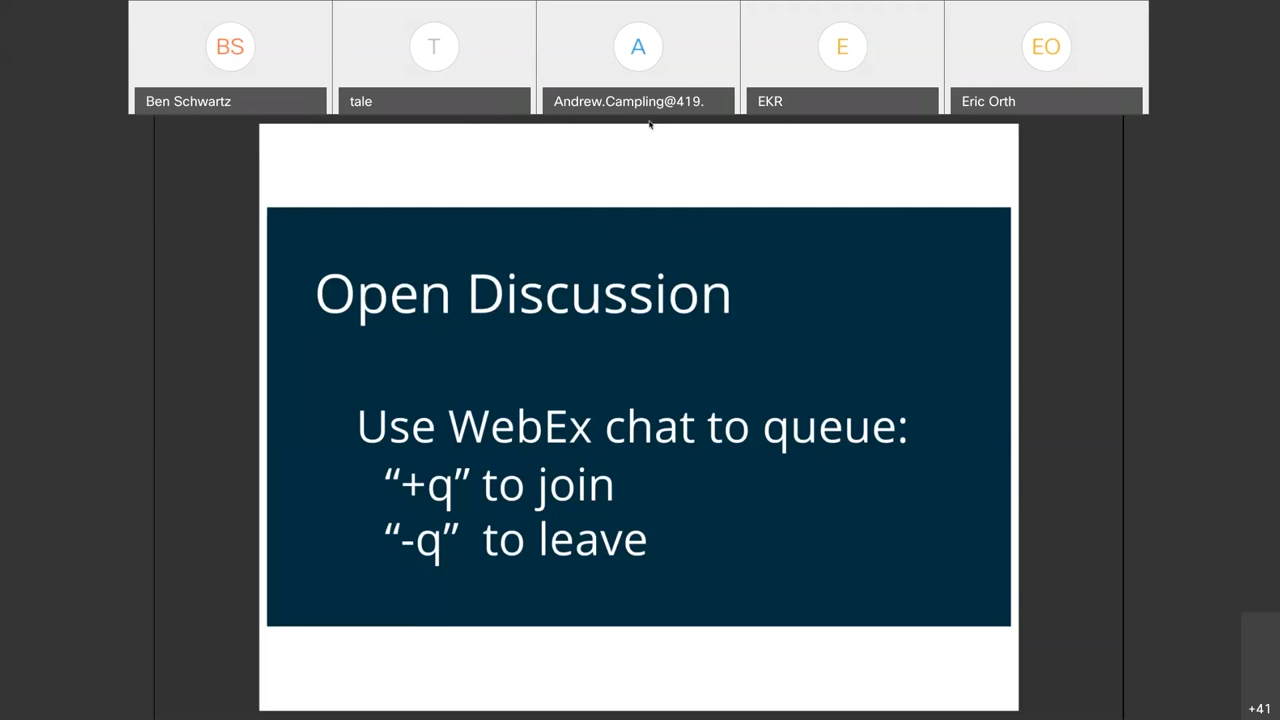 BS
T
A
E
EO
Ben Schwartz
tale
Andrew.Campling@419.
EKR
Eric Orth
Open Discussion
Use WebEx chat to queue:
“+q” to join
“-q” to leave
+41